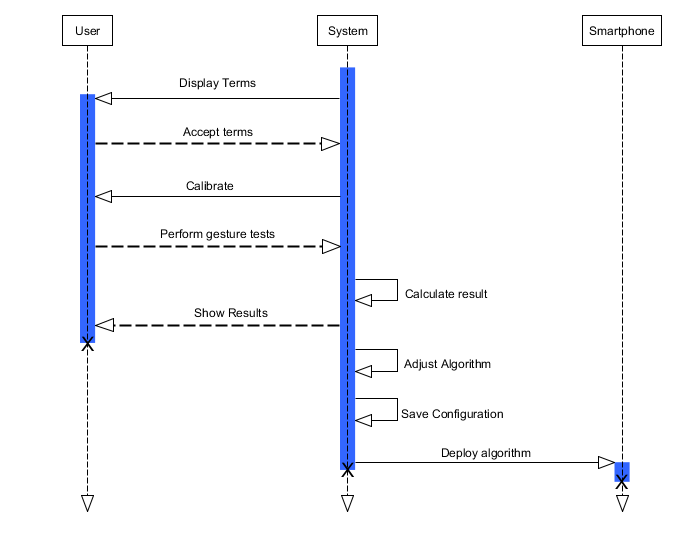 User
System
Smartphone
Display Terms
Accept terms
Calibrate
Perform gesture tests
Calculate result
Show Results
Adjust Algorithm
Save Configuration
Deploy algorithm